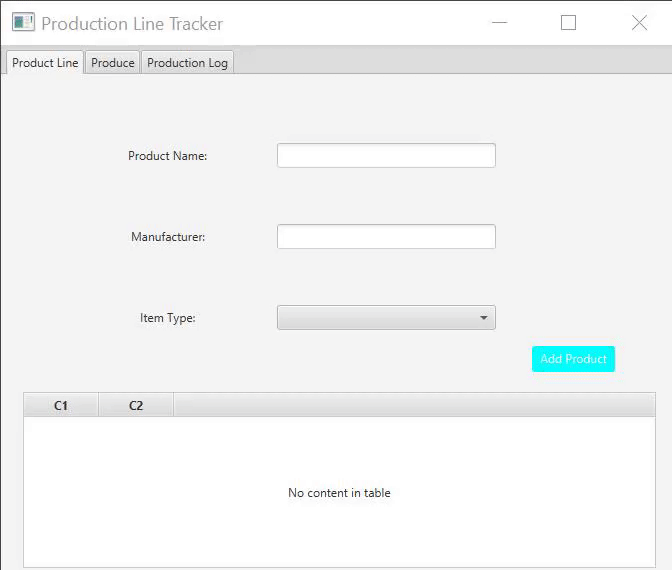 Production Line Tracker
Product Line Produce Production Log
Product Name:
Manufacturer:
Item Type:
Add Product
C1 C2
No content in table